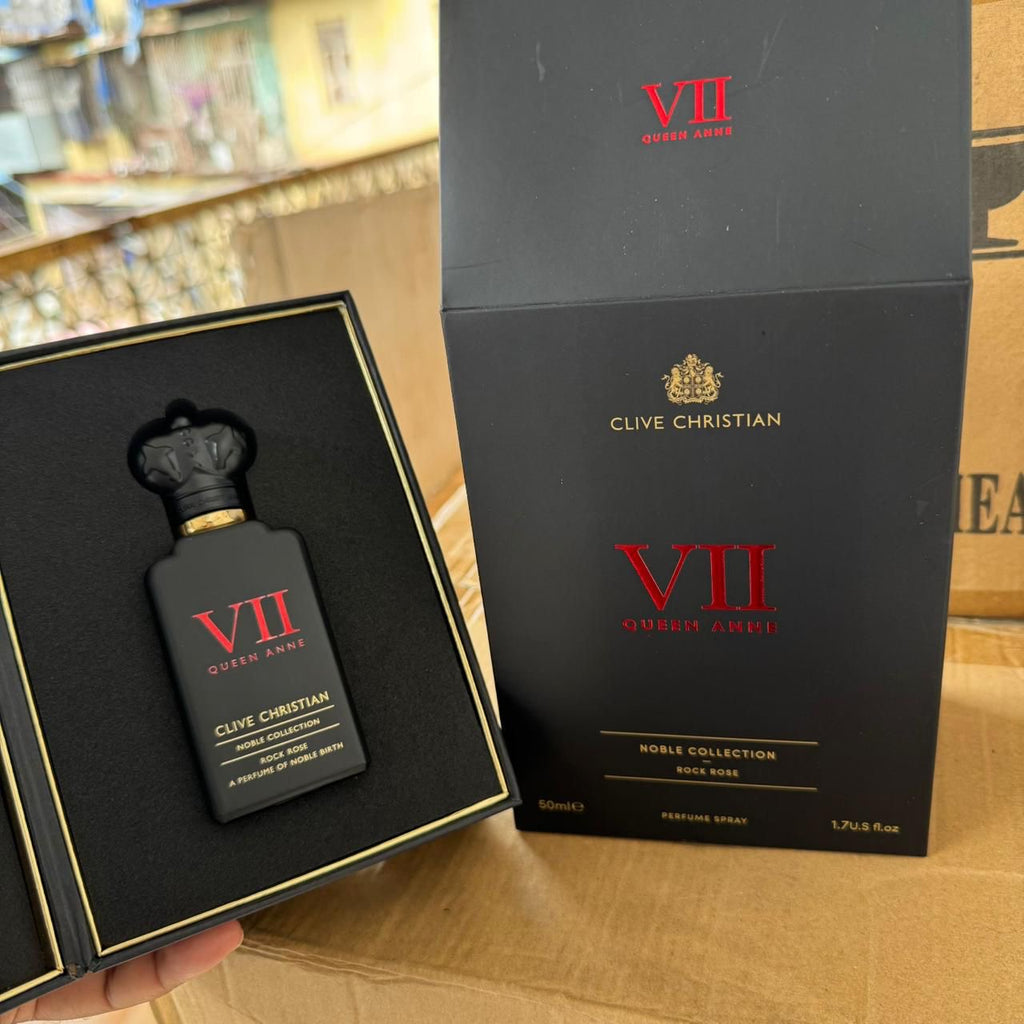 VII
QUEEN ANNE
CLIVE CHRISTIAN
NOBLE COLLECTION
ROCK ROSE
A PERFUME OF NOBLE BIRTH
VII
QUEEN ANNE
CLIVE CHRISTIAN
VII
QUEEN ANNE
NOBLE COLLECTION
ROCK ROSE
50ml℮
PERFUME SPRAY
1.7U.S fl.oz